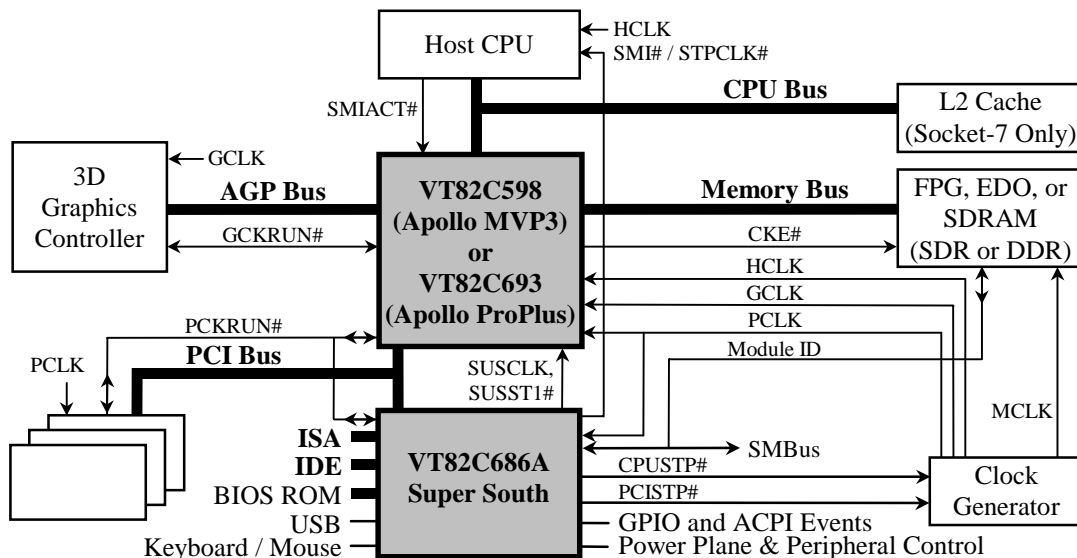 Host CPU
HCLK
SMI# / STPCLK#
SMIACT#
CPU Bus
L2 Cache
(Socket-7 Only)
3D
Graphics
Controller
GCLK
AGP Bus
GCKRUN#
VT82C598
(Apollo MVP3)
or
VT82C693
(Apollo ProPlus)
Memory Bus
FPG, EDO, or
SDRAM
(SDR or DDR)
CKE#
HCLK
GCLK
PCLK
Module ID
PCKRUN#
PCI Bus
PCLK
SUSCLK,
SUSST1#
MCLK
ISA
IDE
BIOS ROM
USB
Keyboard / Mouse
VT82C686A
Super South
SMBus
CPUSTP#
PCISTP#
Clock
Generator
GPIO and ACPI Events
Power Plane & Peripheral Control